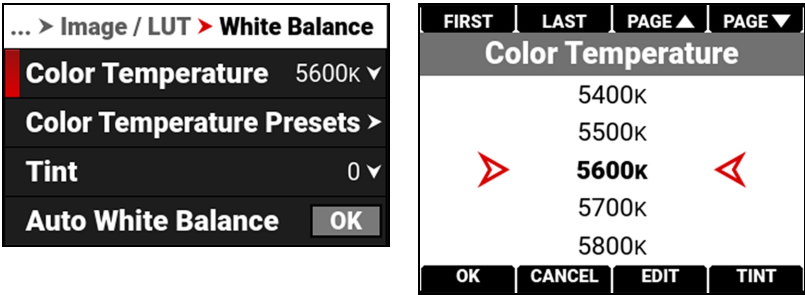 ... > Image / LUT > White Balance
Color Temperature 5600K
Color Temperature Presets >
Tint 0
Auto White Balance OK
FIRST LAST PAGE▲ PAGE▼
Color Temperature
5400K
5500K
5600K
5700K
5800K
OK CANCEL EDIT TINT